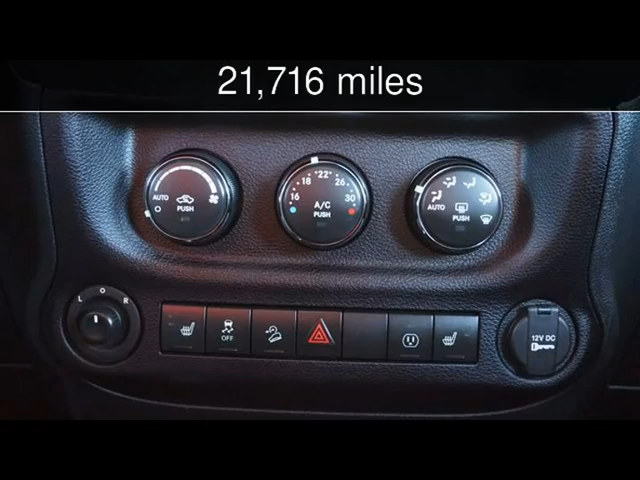 21,716 miles
AUTO
O
PUSH
18 22° 26
16 30
A/C
PUSH
AUTO
PUSH
L O R
OFF
12V DC